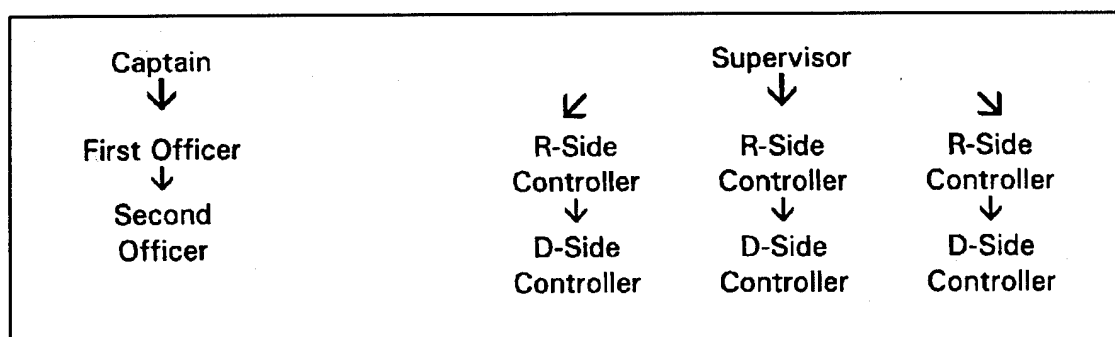 Captain
First Officer
Second
Officer
Supervisor
R-Side
Controller
D-Side
Controller
R-Side
Controller
D-Side
Controller
R-Side
Controller
D-Side
Controller